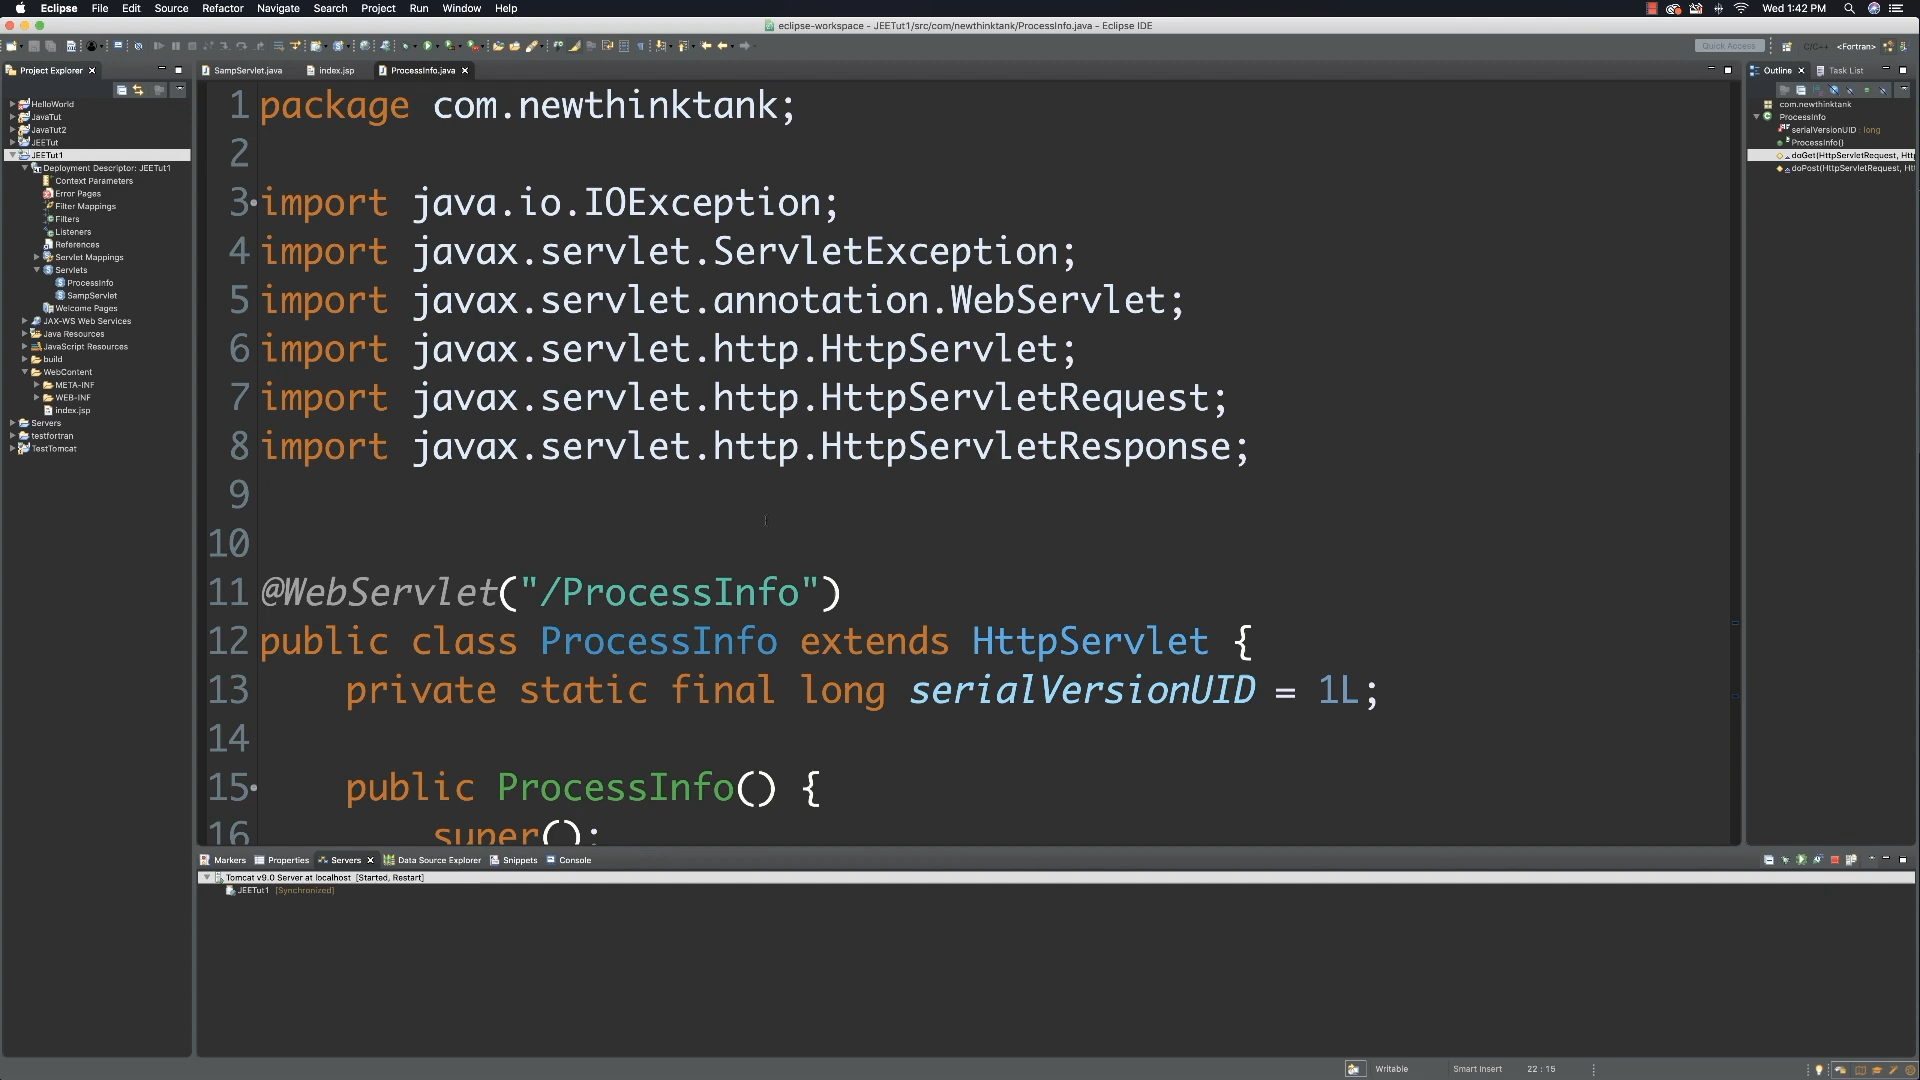 Eclipse File Edit Source Refactor Navigate Search Project Run Window Help
Wed 1:42 PM
eclipse-workspace - JEETut1/src/com/newthinktank/ProcessInfo.java - Eclipse IDE
Quick Access
C/C++
<Fortran>
Project Explorer
HelloWorld
JavaTut
JavaTut2
JEETut
JEETut1
Deployment Descriptor: JEETut1
Context Parameters
Error Pages
Filter Mappings
Filters
Listeners
References
Servlet Mappings
Servlets
ProcessInfo
SampServlet
Welcome Pages
JAX-WS Web Services
Java Resources
JavaScript Resources
build
WebContent
META-INF
WEB-INF
index.jsp
Servers
testfortran
TestTomcat
SampServlet.java index.jsp ProcessInfo.java
1 package com.newthinktank;
2
3 import java.io.IOException;
4 import javax.servlet.ServletException;
5 import javax.servlet.annotation.WebServlet;
6 import javax.servlet.http.HttpServlet;
7 import javax.servlet.http.HttpServletRequest;
8 import javax.servlet.http.HttpServletResponse;
9
10
11 @WebServlet("/ProcessInfo")
12 public class ProcessInfo extends HttpServlet {
13 private static final long serialVersionUID = 1L;
14
15 public ProcessInfo() {
16 super();
Outline Task List
com.newthinktank
ProcessInfo
serialVersionUID : long
ProcessInfo()
doGet(HttpServletRequest, Htt
doPost(HttpServletRequest, Ht
Markers Properties Servers Data Source Explorer Snippets Console
Tomcat v9.0 Server at localhost [Started, Restart]
JEETut1 [Synchronized]
Writable Smart Insert 22 : 15